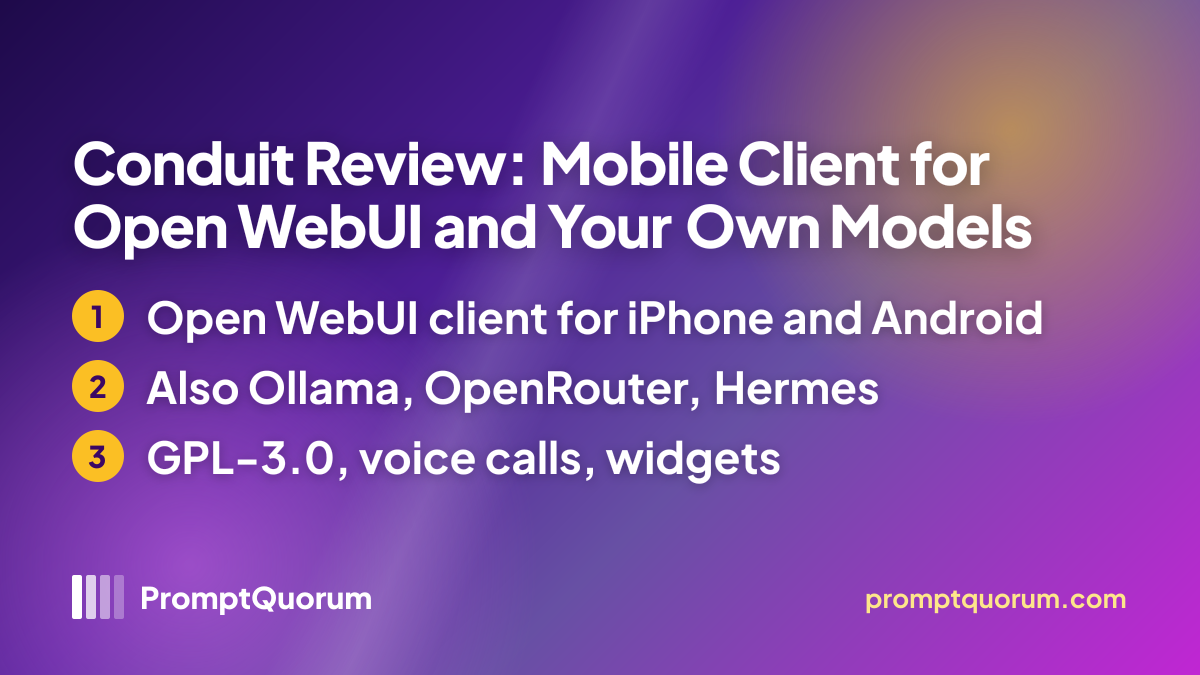 Conduit Review: Mobile Client for
Open WebUI and Your Own Models
1 Open WebUI client for iPhone and Android
2 Also Ollama, OpenRouter, Hermes
3 GPL-3.0, voice calls, widgets
PromptQuorum
promptquorum.com